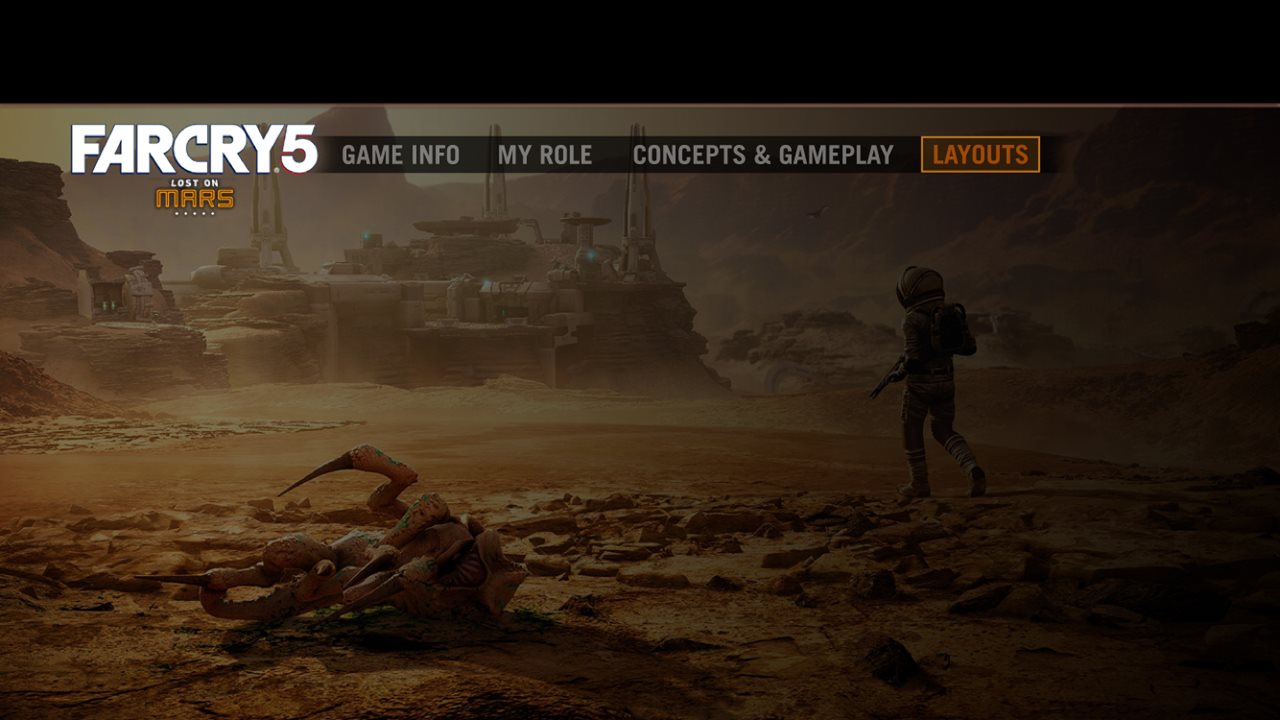 FARCRY5
LOST ON
MARS
GAME INFO
MY ROLE
CONCEPTS & GAMEPLAY
LAYOUTS